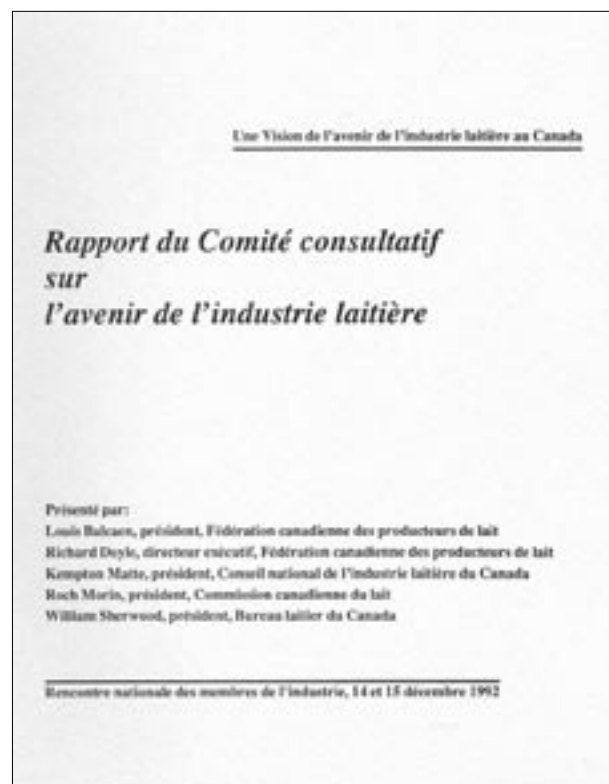 Une Vision de l'avenir de l'industrie laitière au Canada
Rapport du Comité consultatif
sur
l'avenir de l'industrie laitière
Présenté par:
Louis Balcaen, président, Fédération canadienne des producteurs de lait
Richard Doyle, directeur exécutif, Fédération canadienne des producteurs de lait
Kempton Matte, président, Conseil national de l'industrie laitière du Canada
Roch Morin, président, Commission canadienne du lait
William Sherwood, président, Bureau laitier du Canada
Rencontre nationale des membres de l'industrie, 14 et 15 décembre 1992